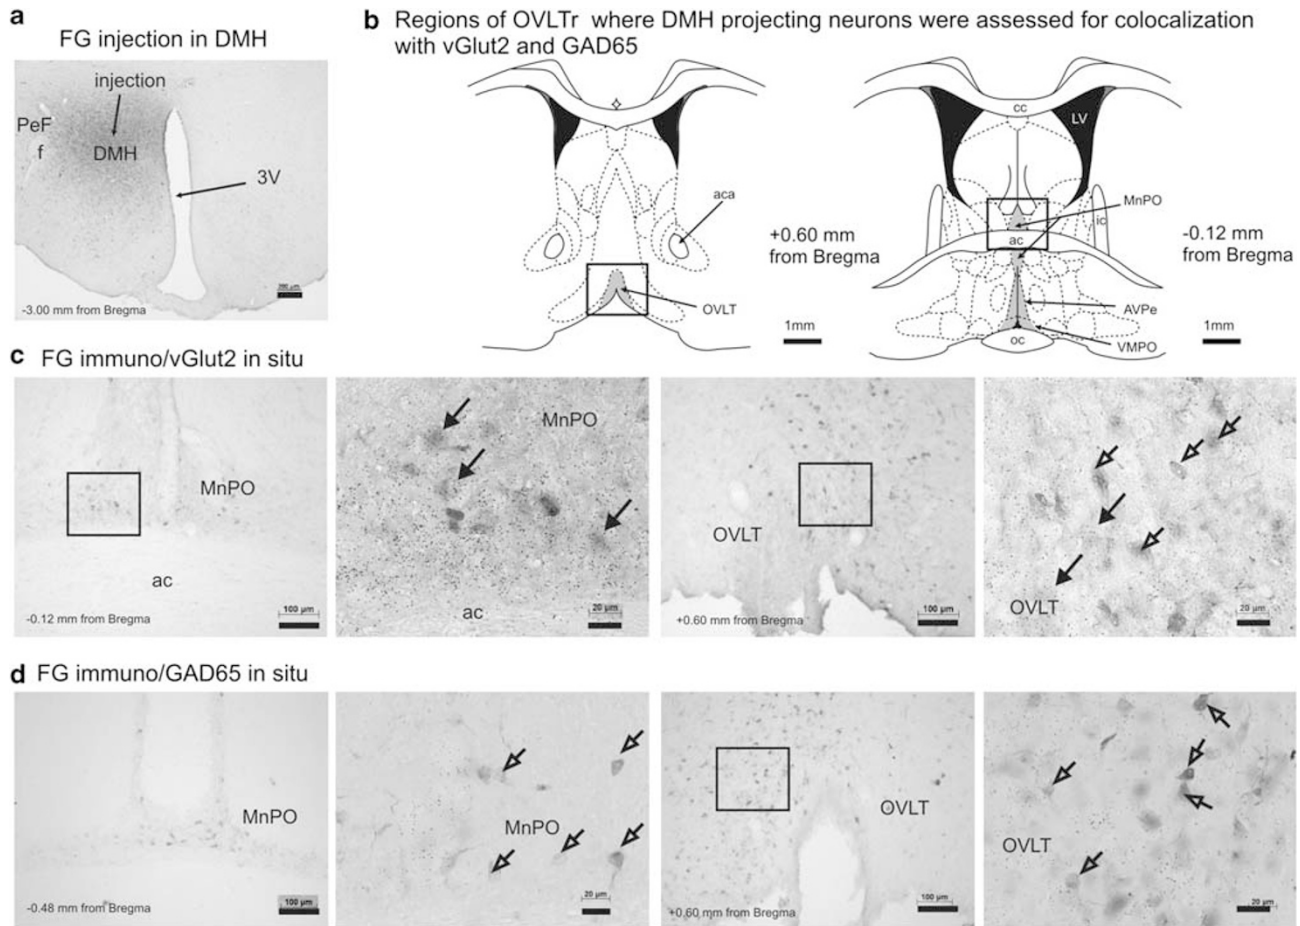 a
FG injection in DMH
injection
PeF
f
DMH
3V
-3.00 mm from Bregma
b Regions of OVLTr where DMH projecting neurons were assessed for colocalization
with vGlut2 and GAD65
aca
OVLT
+0.60 mm
from Bregma
1mm
cc
LV
MnPO
ic
ac
-0.12 mm
from Bregma
AVPe
VMPO
oc
1mm
c FG immuno/vGlut2 in situ
MnPO
ac
-0.12 mm from Bregma
100 µm
MnPO
ac
20 µm
OVLT
+0.60 mm from Bregma
100 µm
OVLT
20 µm
d FG immuno/GAD65 in situ
MnPO
-0.48 mm from Bregma
100 µm
MnPO
20 µm
OVLT
+0.60 mm from Bregma
100 µm
OVLT
20 µm